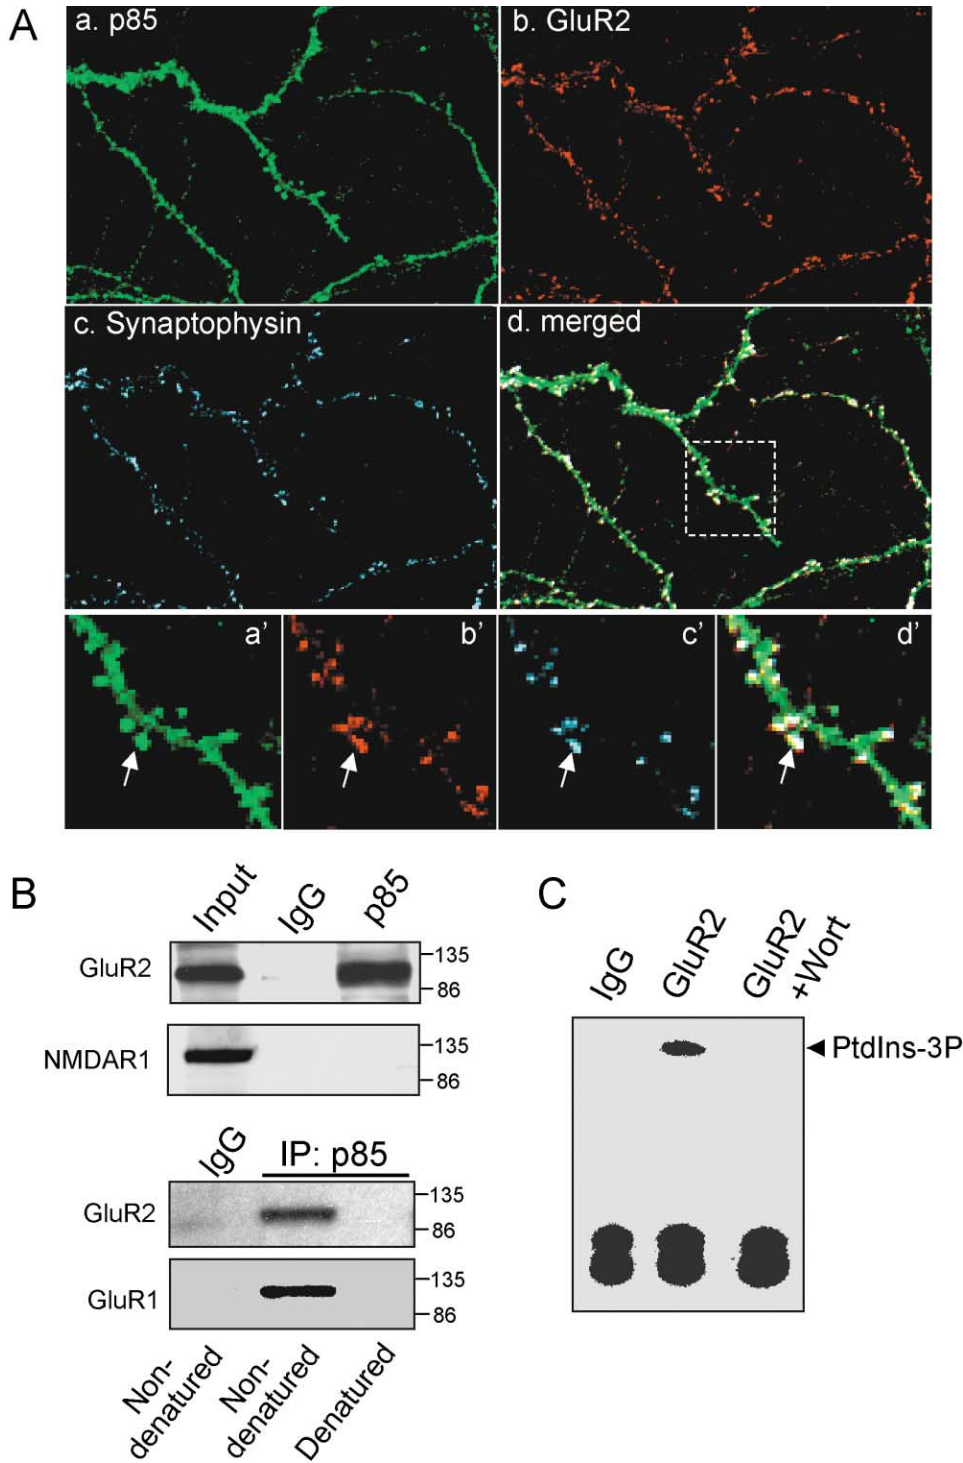 A
a. p85
b. GluR2
c. Synaptophysin
d. merged
a’
b’
c’
d’
B
Input
IgG
p85
GluR2
135
86
NMDAR1
135
86
IgG
IP: p85
GluR2
135
86
GluR1
135
86
Non-
denatured
Non-
denatured
Denatured
C
IgG
GluR2
GluR2
+Wort
PtdIns-3P